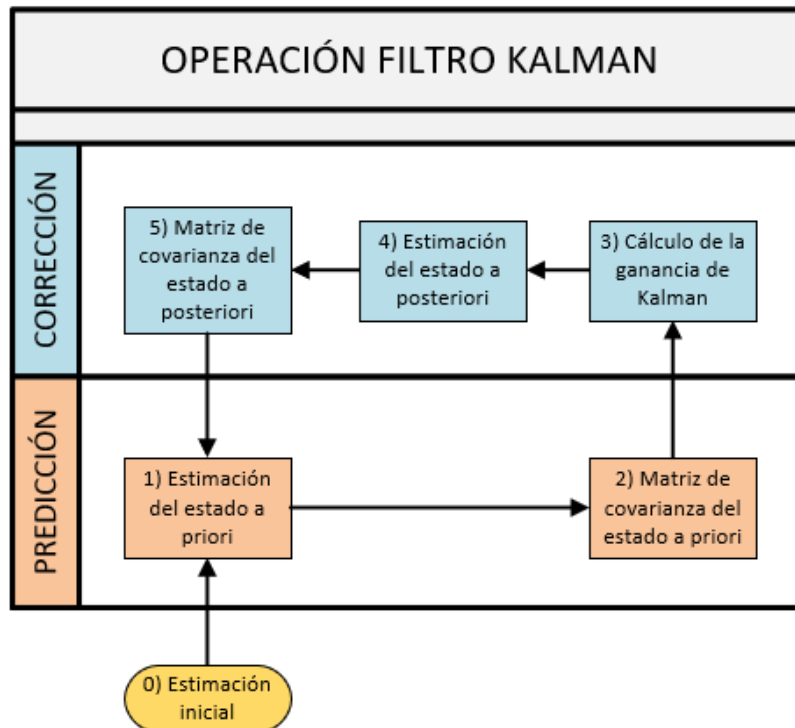 OPERACIÓN FILTRO KALMAN
CORRECCIÓN
5) Matriz de
covarianza del
estado a
posteriori
4) Estimación
del estado a
posteriori
3) Cálculo de la
ganancia de
Kalman
PREDICCIÓN
1) Estimación
del estado a
priori
2) Matriz de
covarianza del
estado a priori
0) Estimación
inicial